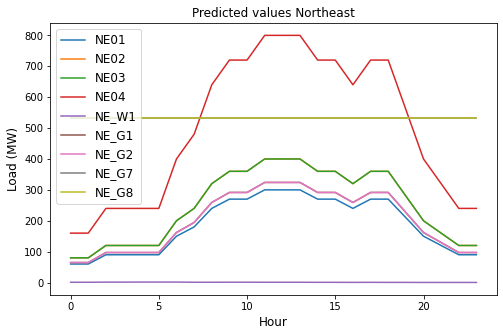 Predicted values Northeast
800
700
600
500
400
300
200
100
0
Load (MW)
NE01
NE02
NE03
NE04
NE_W1
NE_G1
NE_G2
NE_G7
NE_G8
0 5 10 15 20
Hour